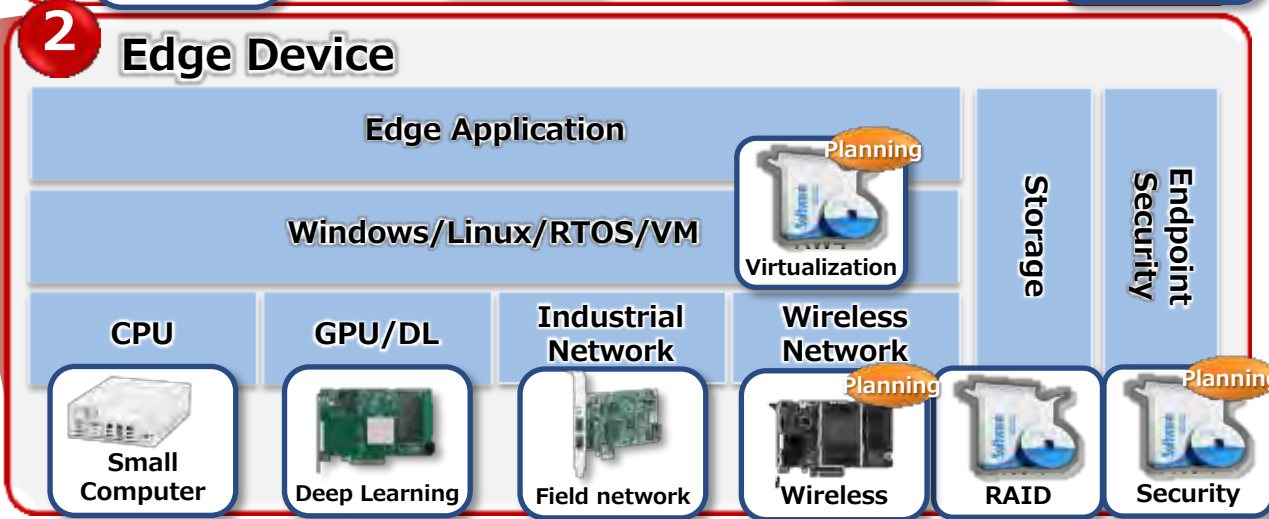 2
Edge Device
Edge Application
Planning
Windows/Linux/RTOS/VM
Virtualization
Storage
Endpoint
Security
CPU
GPU/DL
Industrial
Network
Wireless
Network
Planning
Planning
Small
Computer
Deep Learning
Field network
Wireless
RAID
Security